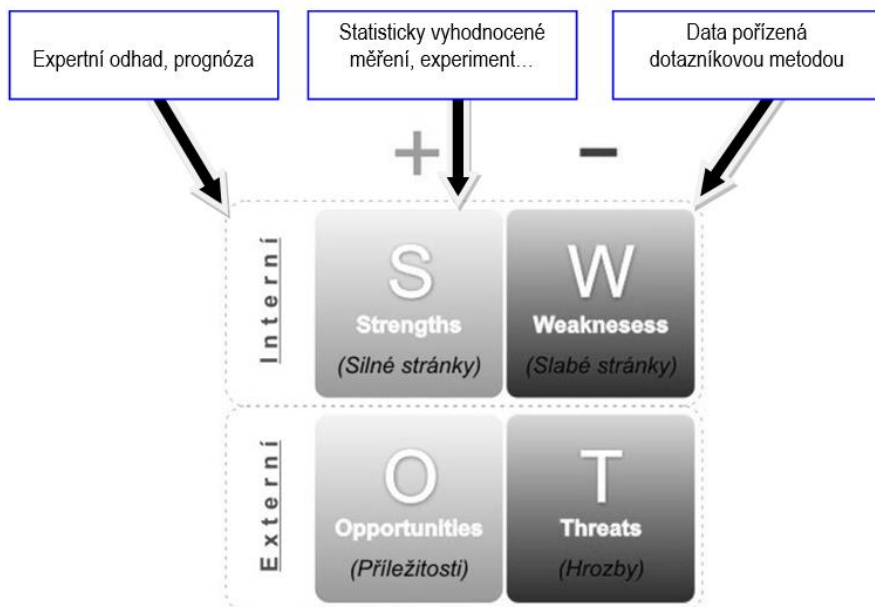 Expertní odhad, prognóza
Statisticky vyhodnocené
měření, experiment…
Data pořízená
dotazníkovou metodou
+ −
Interní
S
Strengths
(Silné stránky)
W
Weaknesess
(Slabé stránky)
Externí
O
Opportunities
(Příležitosti)
T
Threats
(Hrozby)